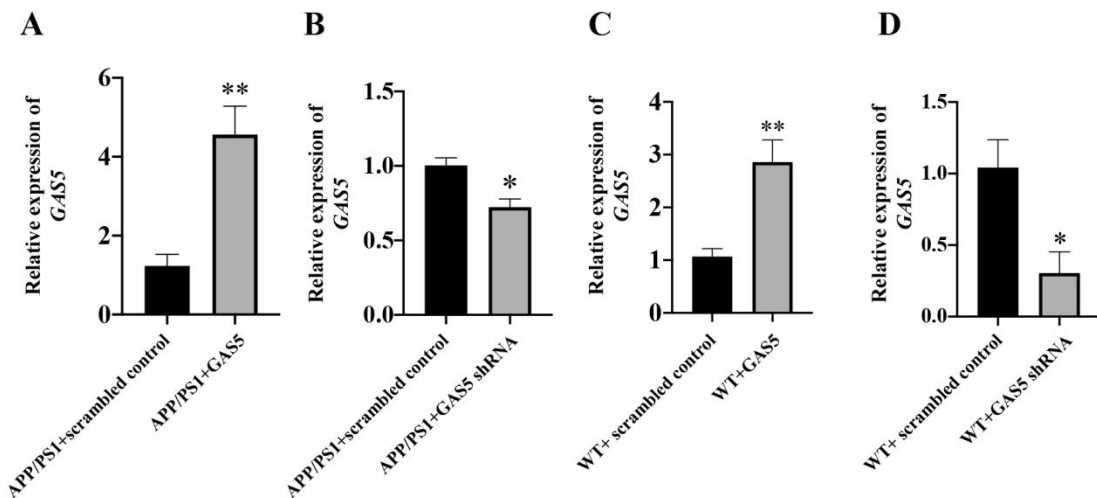 A
Relative expression of
GAS5
6
4
2
0
**
APP/PS1+scrambled control
APP/PS1+GAS5
B
Relative expression of
GAS5
1.5
1.0
0.5
0.0
*
APP/PS1+scrambled control
APP/PS1+GAS5 shRNA
C
Relative expression of
GAS5
4
3
2
1
0
**
WT+ scrambled control
WT+GAS5
D
Relative expression of
GAS5
1.5
1.0
0.5
0.0
*
WT+ scrambled control
WT+GAS5 shRNA